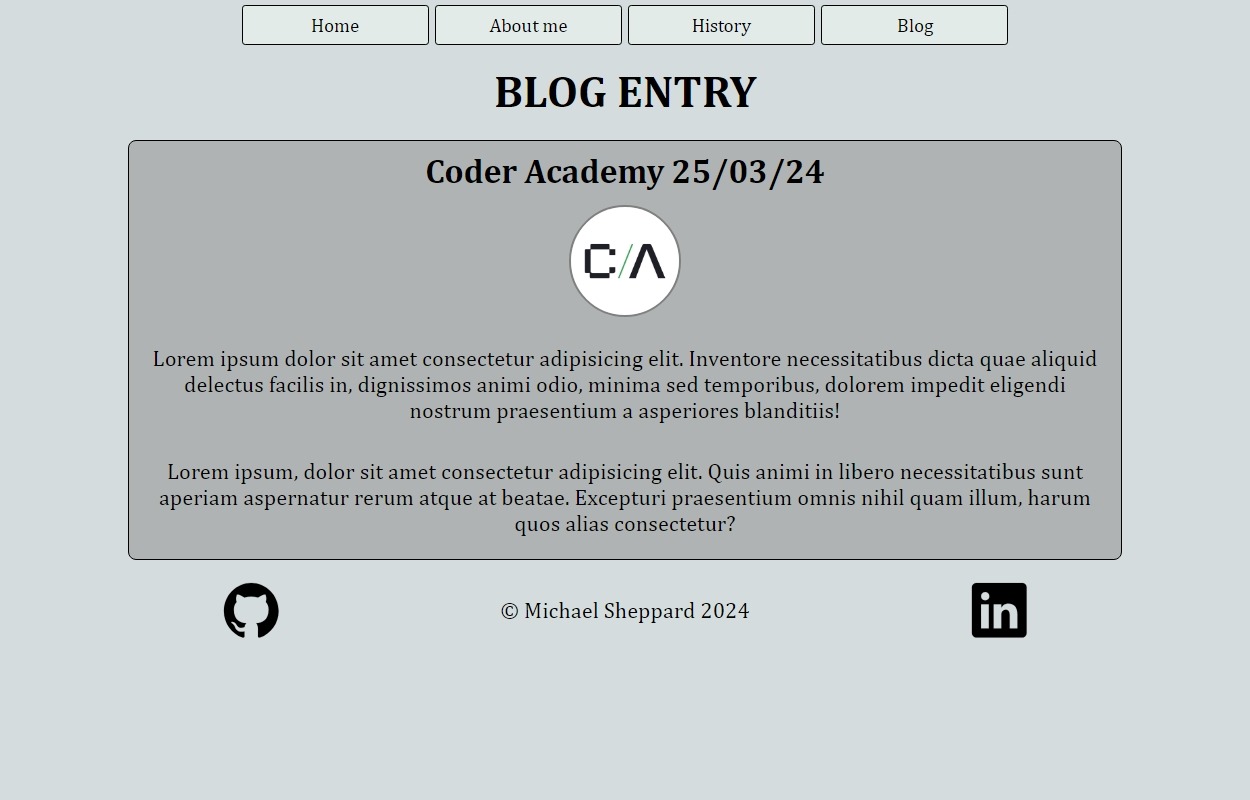 Home
About me
History
Blog
BLOG ENTRY
Coder Academy 25/03/24
C/Λ
Lorem ipsum dolor sit amet consectetur adipisicing elit. Inventore necessitatibus dicta quae aliquid
delectus facilis in, dignissimos animi odio, minima sed temporibus, dolorem impedit eligendi
nostrum praesentium a asperiores blanditiis!
Lorem ipsum, dolor sit amet consectetur adipisicing elit. Quis animi in libero necessitatibus sunt
aperiam aspernatur rerum atque at beatae. Excepturi praesentium omnis nihil quam illum, harum
quos alias consectetur?
© Michael Sheppard 2024
in